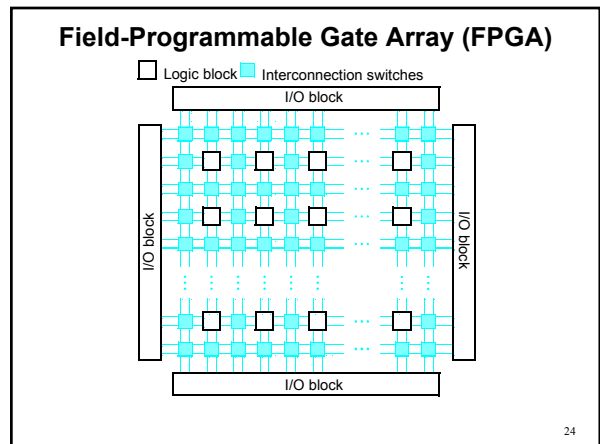 Field-Programmable Gate Array (FPGA)
Logic block Interconnection switches
I/O block
I/O block
I/O block
I/O block
24